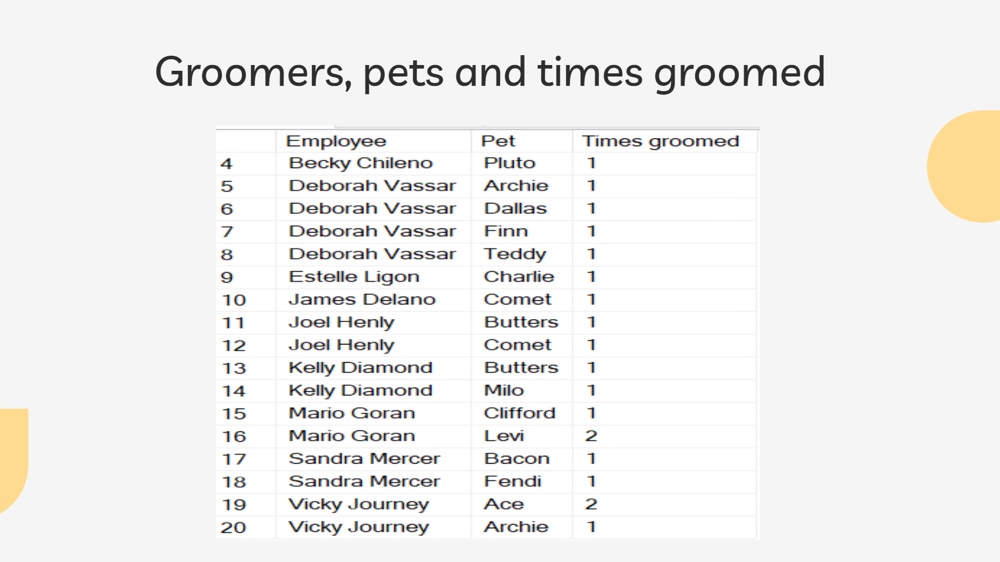 Groomers, pets and times groomed
Employee Pet Times groomed
4 Becky Chileno Pluto 1
5 Deborah Vassar Archie 1
6 Deborah Vassar Dallas 1
7 Deborah Vassar Finn 1
8 Deborah Vassar Teddy 1
9 Estelle Ligon Charlie 1
10 James Delano Comet 1
11 Joel Henly Butters 1
12 Joel Henly Comet 1
13 Kelly Diamond Butters 1
14 Kelly Diamond Milo 1
15 Mario Goran Clifford 1
16 Mario Goran Levi 2
17 Sandra Mercer Bacon 1
18 Sandra Mercer Fendi 1
19 Vicky Journey Ace 2
20 Vicky Journey Archie 1